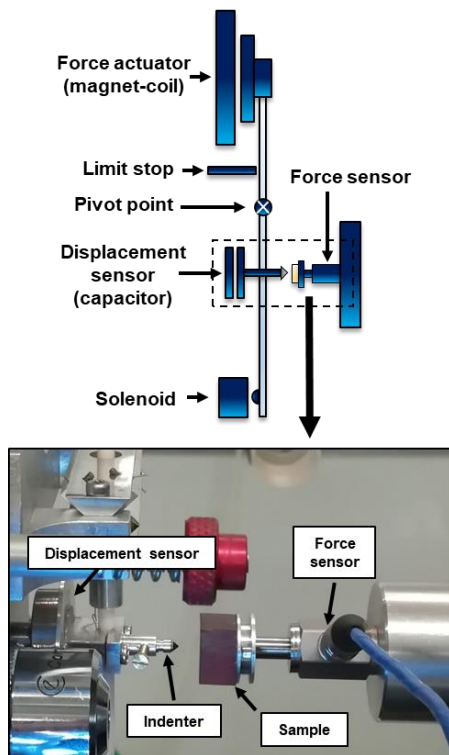 Force actuator
(magnet-coil)
Limit stop
Force sensor
Pivot point
Displacement
sensor
(capacitor)
Solenoid
Displacement sensor
Force
sensor
Indenter
Sample